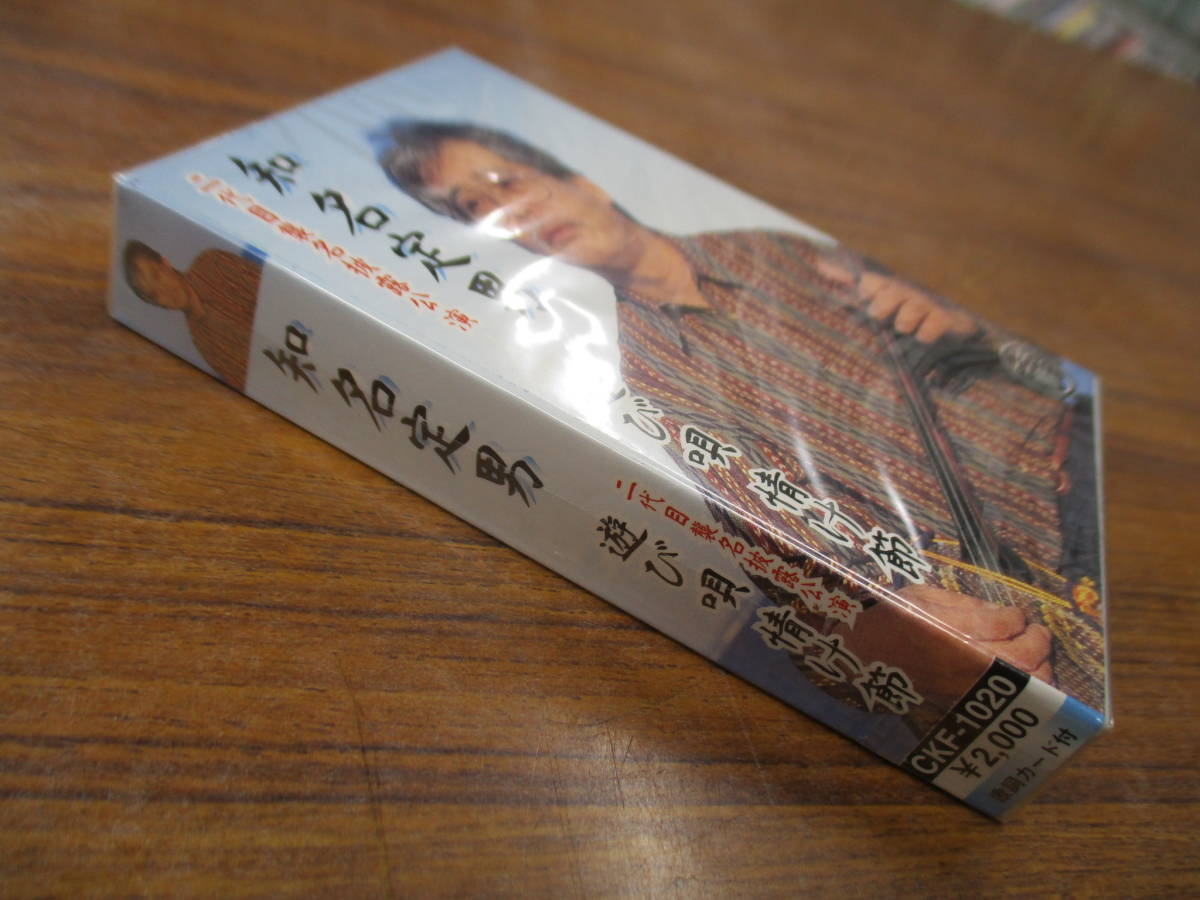 知名定男
二代目襲名披露公演
び唄 情け節
知名定男
二代目襲名披露公演
遊び唄 情け節
CKF-1020
¥2,000
歌詞カード付